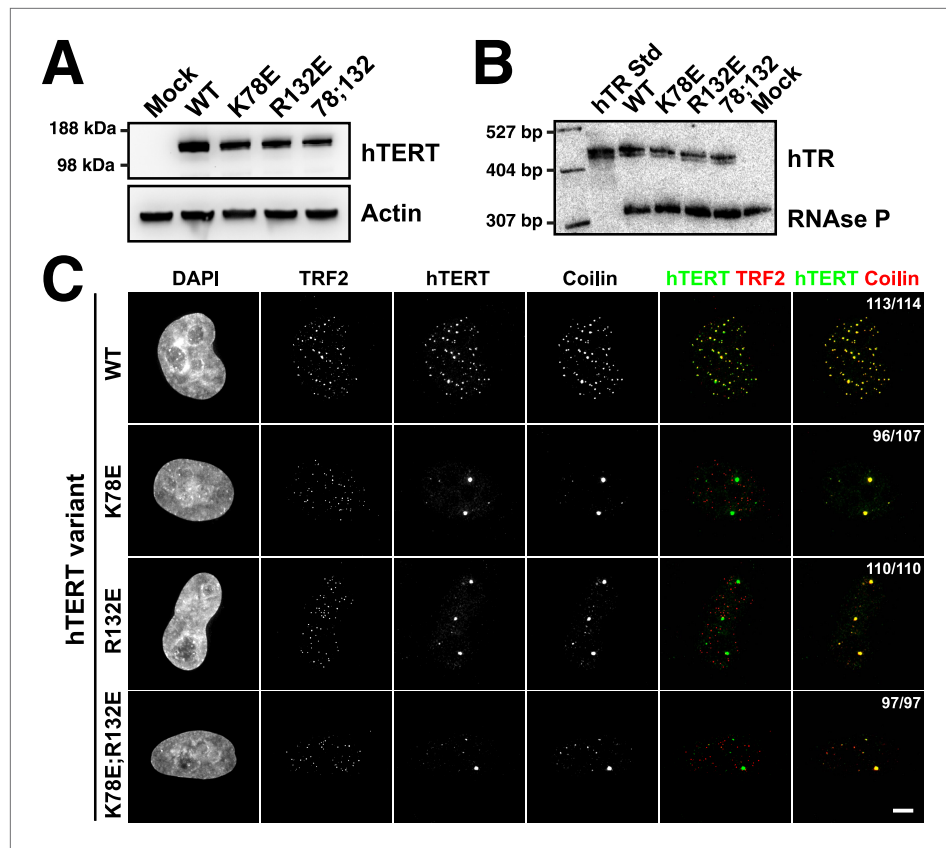 A
Mock
WT
K78E
R132E
78;132
188 kDa
98 kDa
hTERT
Actin
B
hTR Std
WT
K78E
R132E
78;132
Mock
527 bp
404 bp
307 bp
hTR
RNAse P
C
DAPI
TRF2
hTERT
Coilin
hTERT TRF2
hTERT Coilin
hTERT variant
WT
113/114
K78E
96/107
R132E
110/110
K78E;R132E
97/97